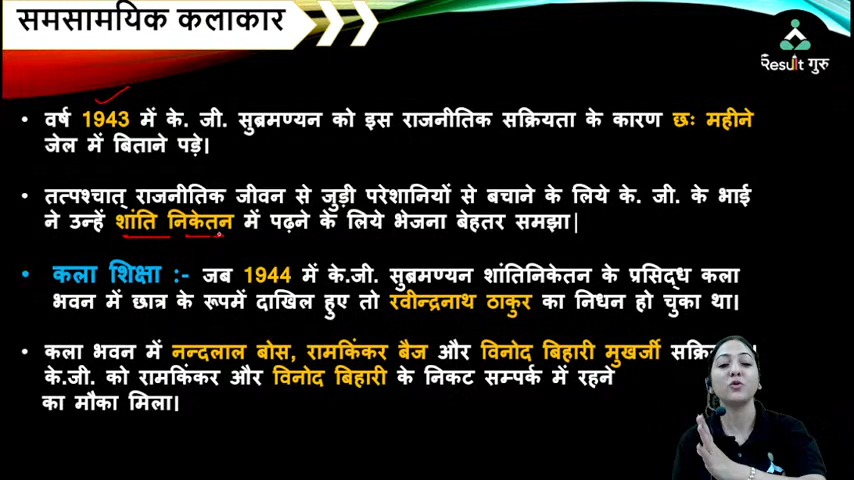 समसामयिक कलाकार
Result गुरु
• वर्ष 1943 में के. जी. सुब्रमण्यन को इस राजनीतिक सक्रियता के कारण छः महीने
जेल में बिताने पड़े।
• तत्पश्चात् राजनीतिक जीवन से जुड़ी परेशानियों से बचाने के लिये के. जी. के भाई
ने उन्हें शांति निकेतन में पढ़ने के लिये भेजना बेहतर समझा|
• कला शिक्षा :- जब 1944 में के.जी. सुब्रमण्यन शांतिनिकेतन के प्रसिद्ध कला
भवन में छात्र के रूपमें दाखिल हुए तो रवीन्द्रनाथ ठाकुर का निधन हो चुका था।
• कला भवन में नन्दलाल बोस, रामकिंकर बैज और विनोद बिहारी मुखर्जी
के.जी. को रामकिंकर और विनोद बिहारी के निकट सम्पर्क में रहने
का मौका मिला।